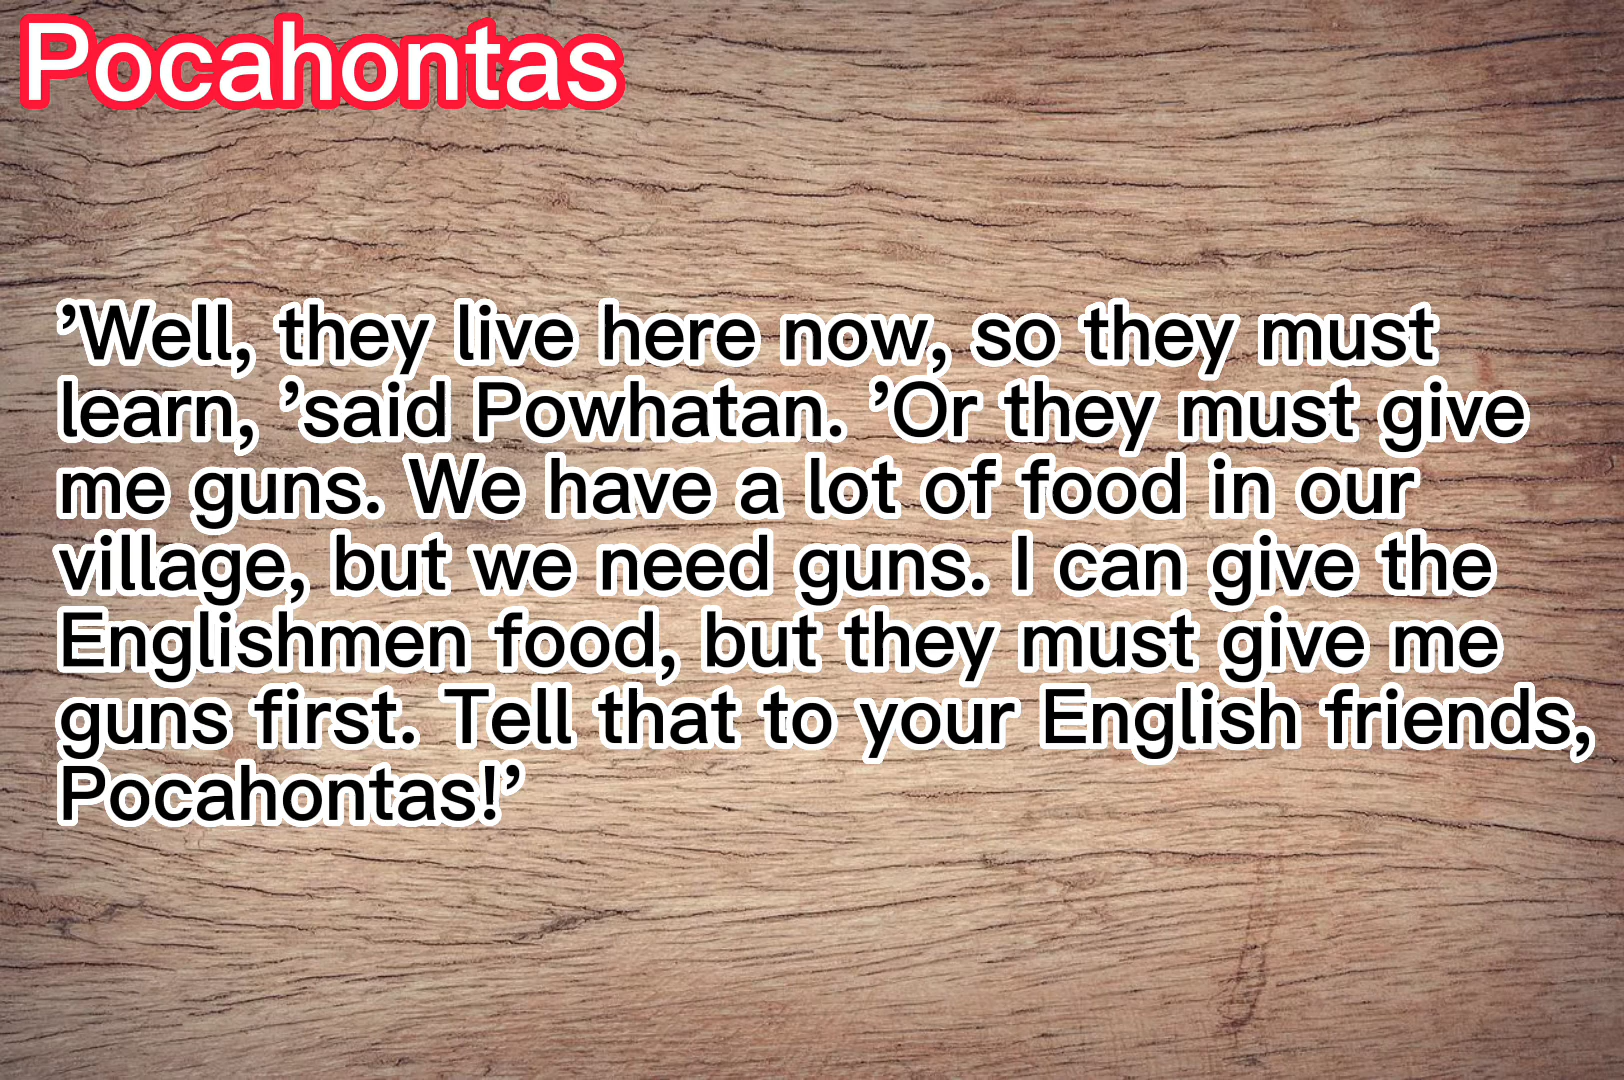 Pocahontas
’Well, they live here now, so they must
learn, ’said Powhatan. ’Or they must give
me guns. We have a lot of food in our
village, but we need guns. I can give the
Englishmen food, but they must give me
guns first. Tell that to your English friends,
Pocahontas!’